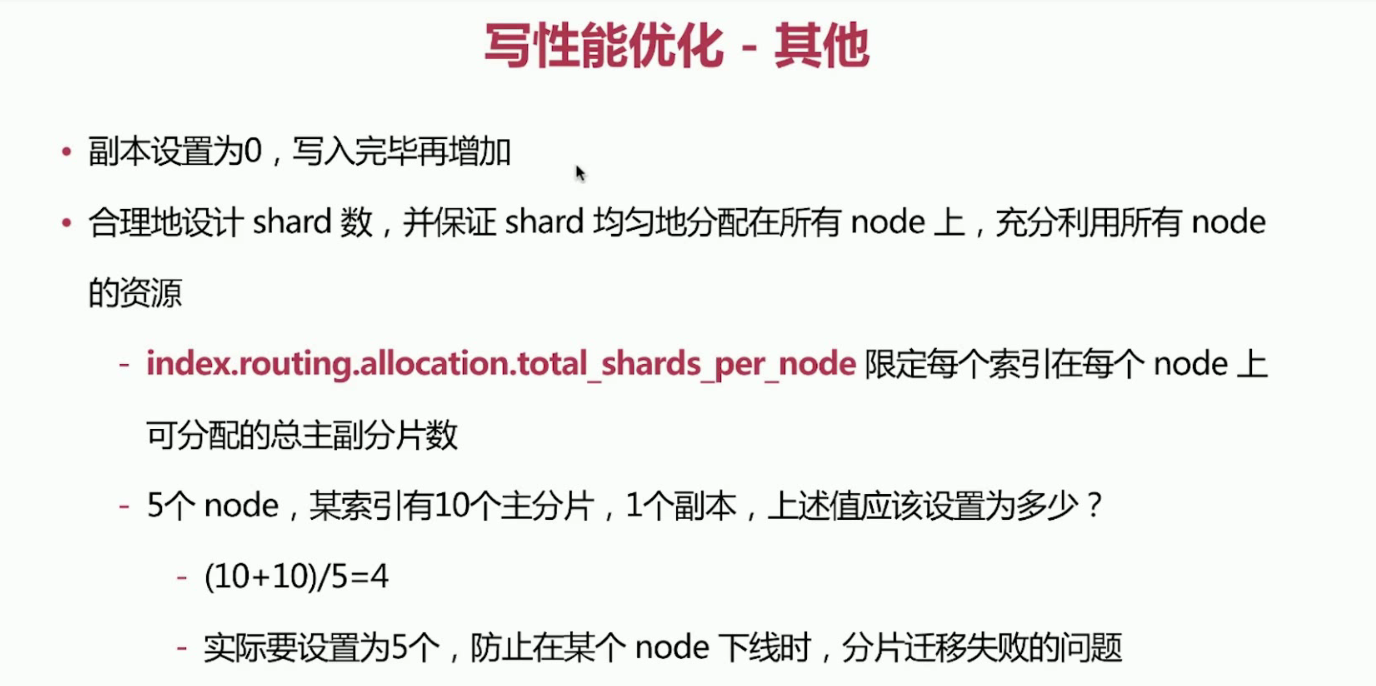 写性能优化 - 其他
• 副本设置为0，写入完毕再增加
• 合理地设计 shard 数，并保证 shard 均匀地分配在所有 node 上，充分利用所有 node
的资源
- index.routing.allocation.total_shards_per_node 限定每个索引在每个 node 上
可分配的总主副分片数
- 5个 node，某索引有10个主分片，1个副本，上述值应该设置为多少？
- (10+10)/5=4
- 实际要设置为5个，防止在某个 node 下线时，分片迁移失败的问题